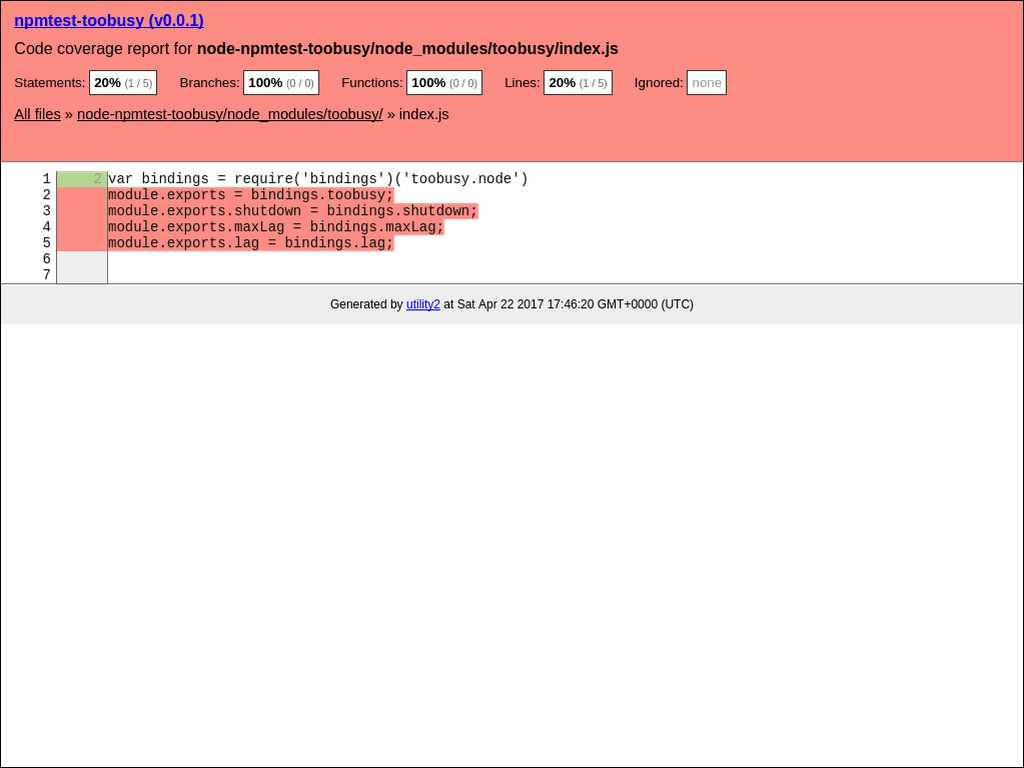 npmtest-toobusy (v0.0.1)
Code coverage report for node-npmtest-toobusy/node_modules/toobusy/index.js
Statements: 20% (1 / 5) Branches: 100% (0 / 0) Functions: 100% (0 / 0) Lines: 20% (1 / 5) Ignored: none
All files » node-npmtest-toobusy/node_modules/toobusy/ » index.js
1 2 var bindings = require('bindings')('toobusy.node')
2 module.exports = bindings.toobusy;
3 module.exports.shutdown = bindings.shutdown;
4 module.exports.maxLag = bindings.maxLag;
5 module.exports.lag = bindings.lag;
6
7
Generated by utility2 at Sat Apr 22 2017 17:46:20 GMT+0000 (UTC)